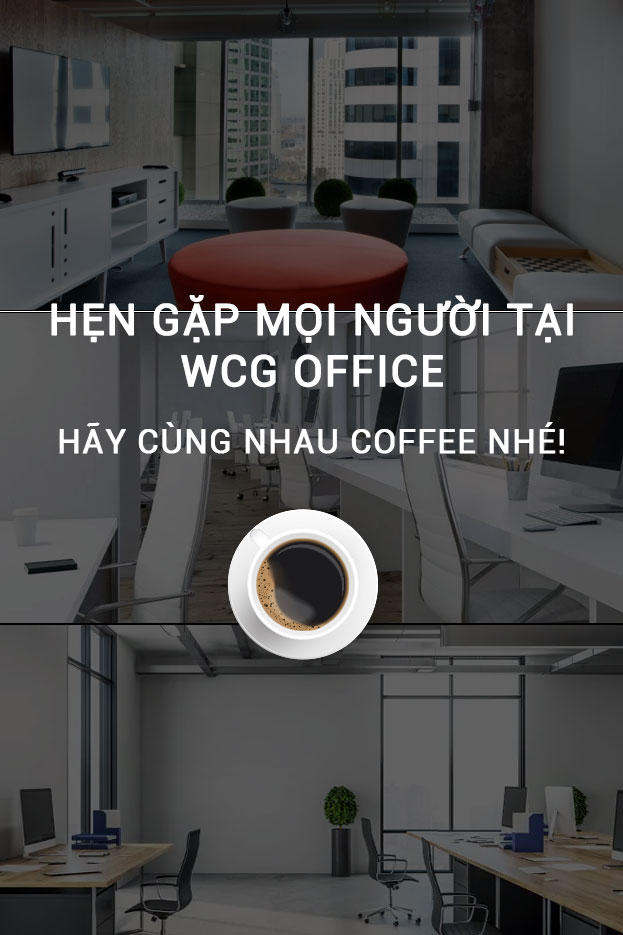 HẸN GẶP MỌI NGƯỜI TẠI
WCG OFFICE
HÃY CÙNG NHAU COFFEE NHÉ!